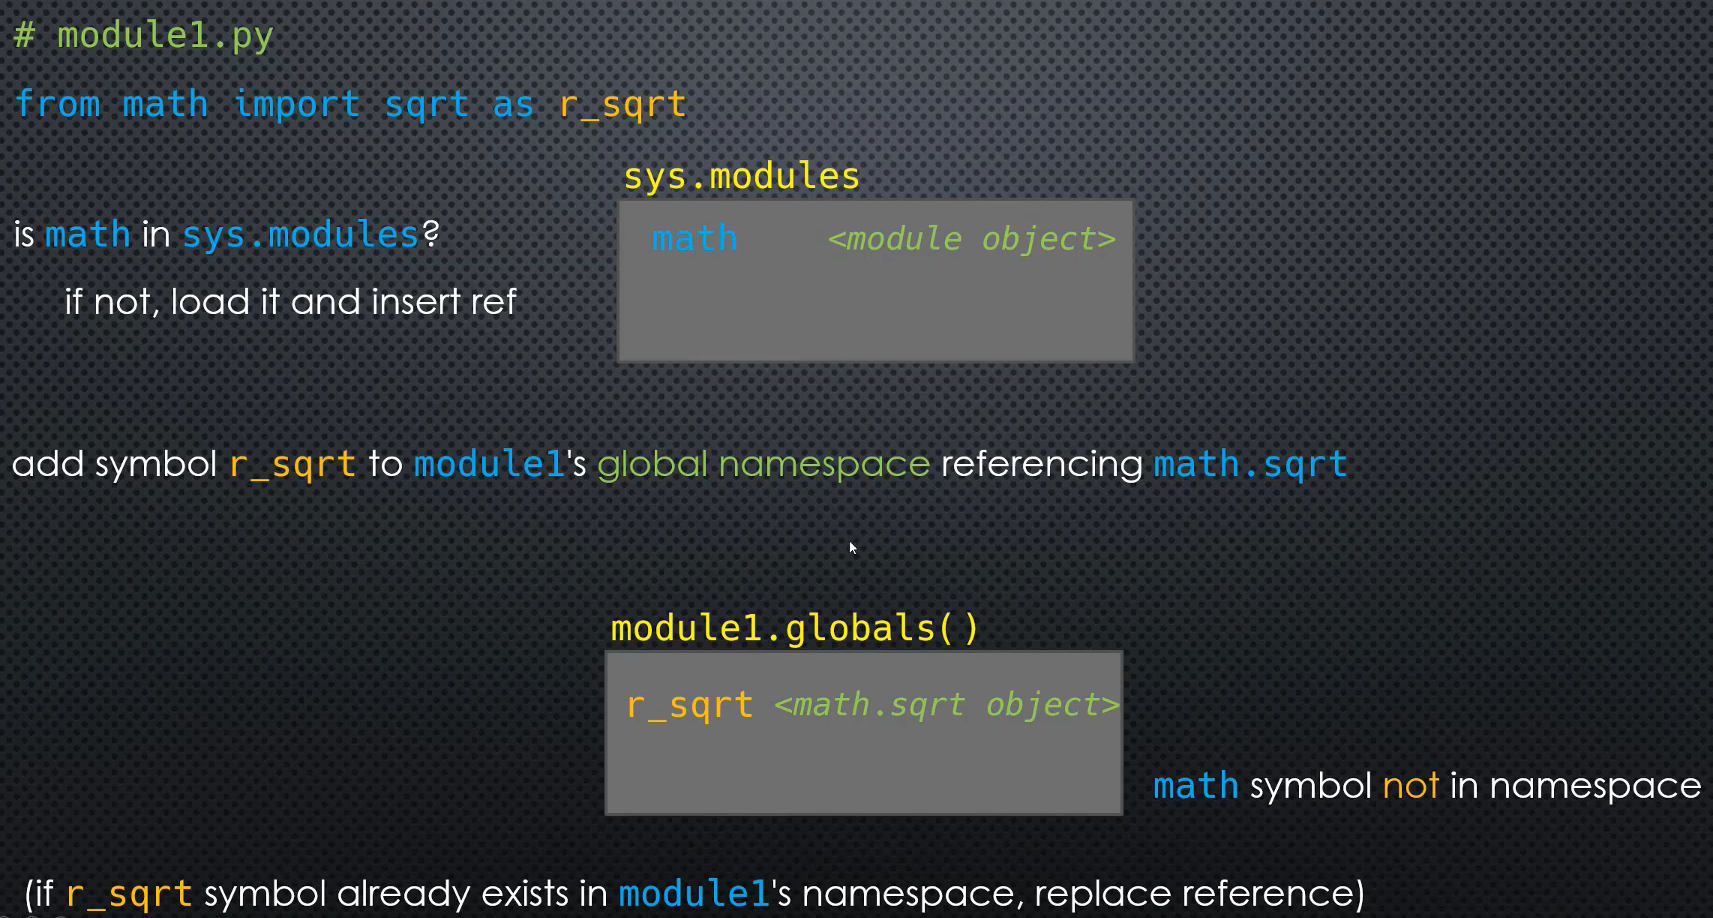 # module1.py
from math import sqrt as r_sqrt
sys.modules
is math in sys.modules?
math <module object>
if not, load it and insert ref
add symbol r_sqrt to module1's global namespace referencing math.sqrt
module1.globals()
r_sqrt <math.sqrt object>
math symbol not in namespace
(if r_sqrt symbol already exists in module1's namespace, replace reference)